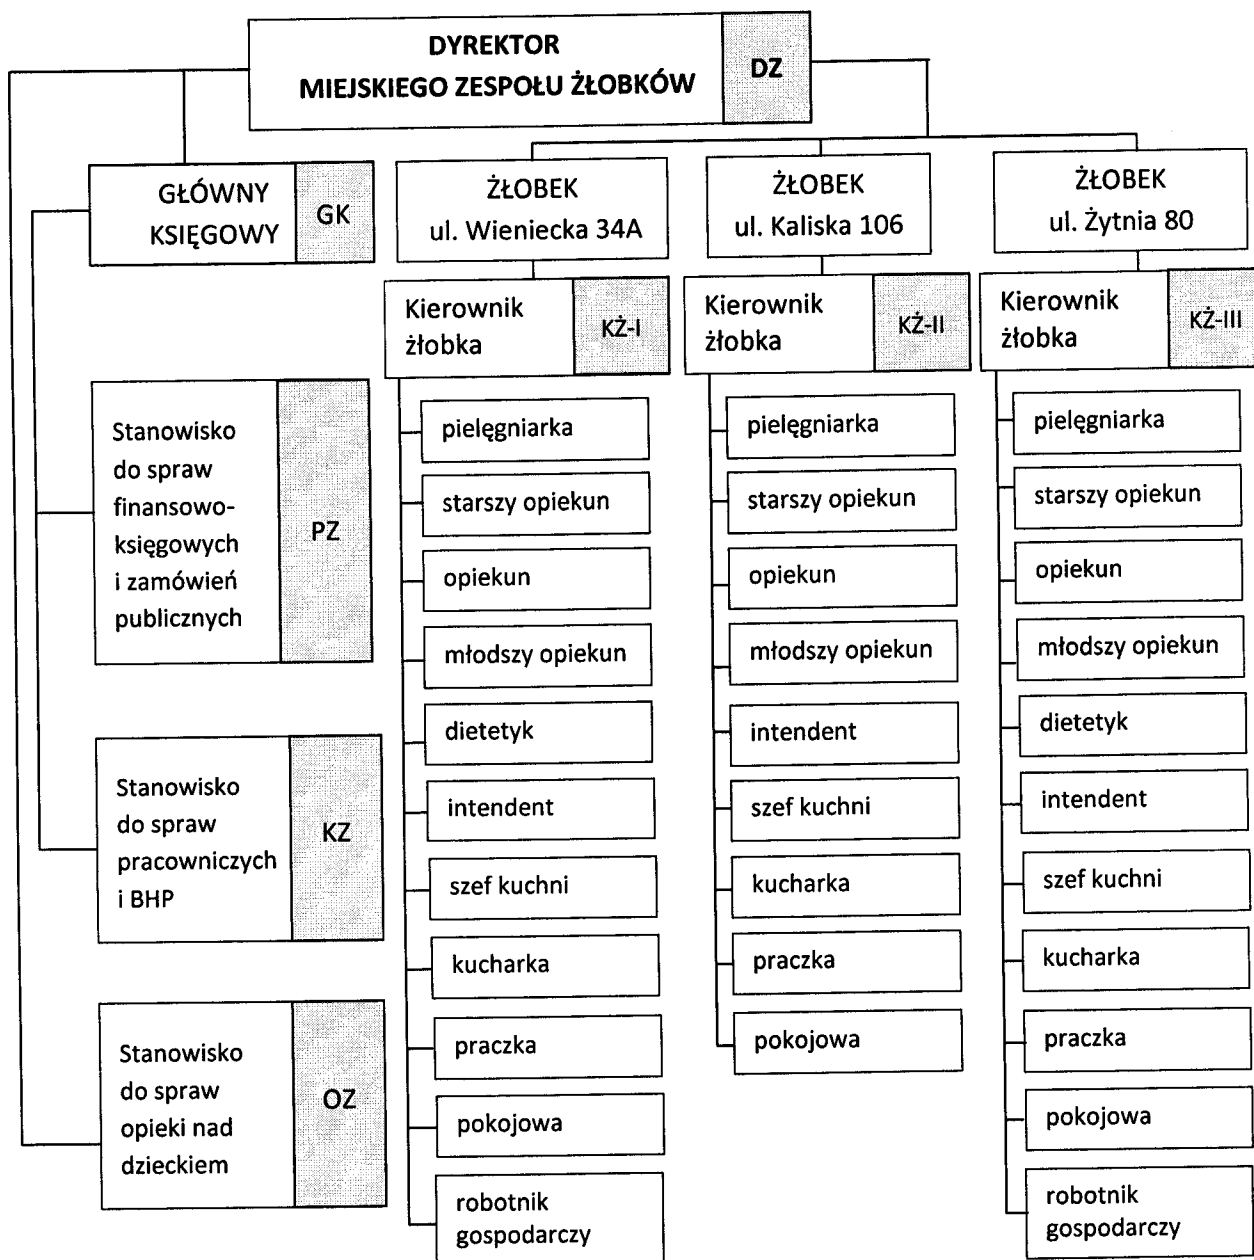 DYREKTOR
MIEJSKIEGO ZESPOŁU ŻŁOBKÓW
DZ
GŁÓWNY
KSIĘGOWY
GK
Stanowisko
do spraw
finansowo-
księgowych
i zamówień
publicznych
PZ
Stanowisko
do spraw
pracowniczych
i BHP
KZ
Stanowisko
do spraw
opieki nad
dzieckiem
OZ
ŻŁOBEK
ul. Wieniecka 34A
Kierownik
żłobka
KŻ-I
pielęgniarka
starszy opiekun
opiekun
młodszy opiekun
dietetyk
intendent
szef kuchni
kucharka
praczka
pokojowa
robotnik
gospodarczy
ŻŁOBEK
ul. Kaliska 106
Kierownik
żłobka
KŻ-II
pielęgniarka
starszy opiekun
opiekun
młodszy opiekun
intendent
szef kuchni
kucharka
praczka
pokojowa
ŻŁOBEK
ul. Żytnia 80
Kierownik
żłobka
KŻ-III
pielęgniarka
starszy opiekun
opiekun
młodszy opiekun
dietetyk
intendent
szef kuchni
kucharka
praczka
pokojowa
robotnik
gospodarczy